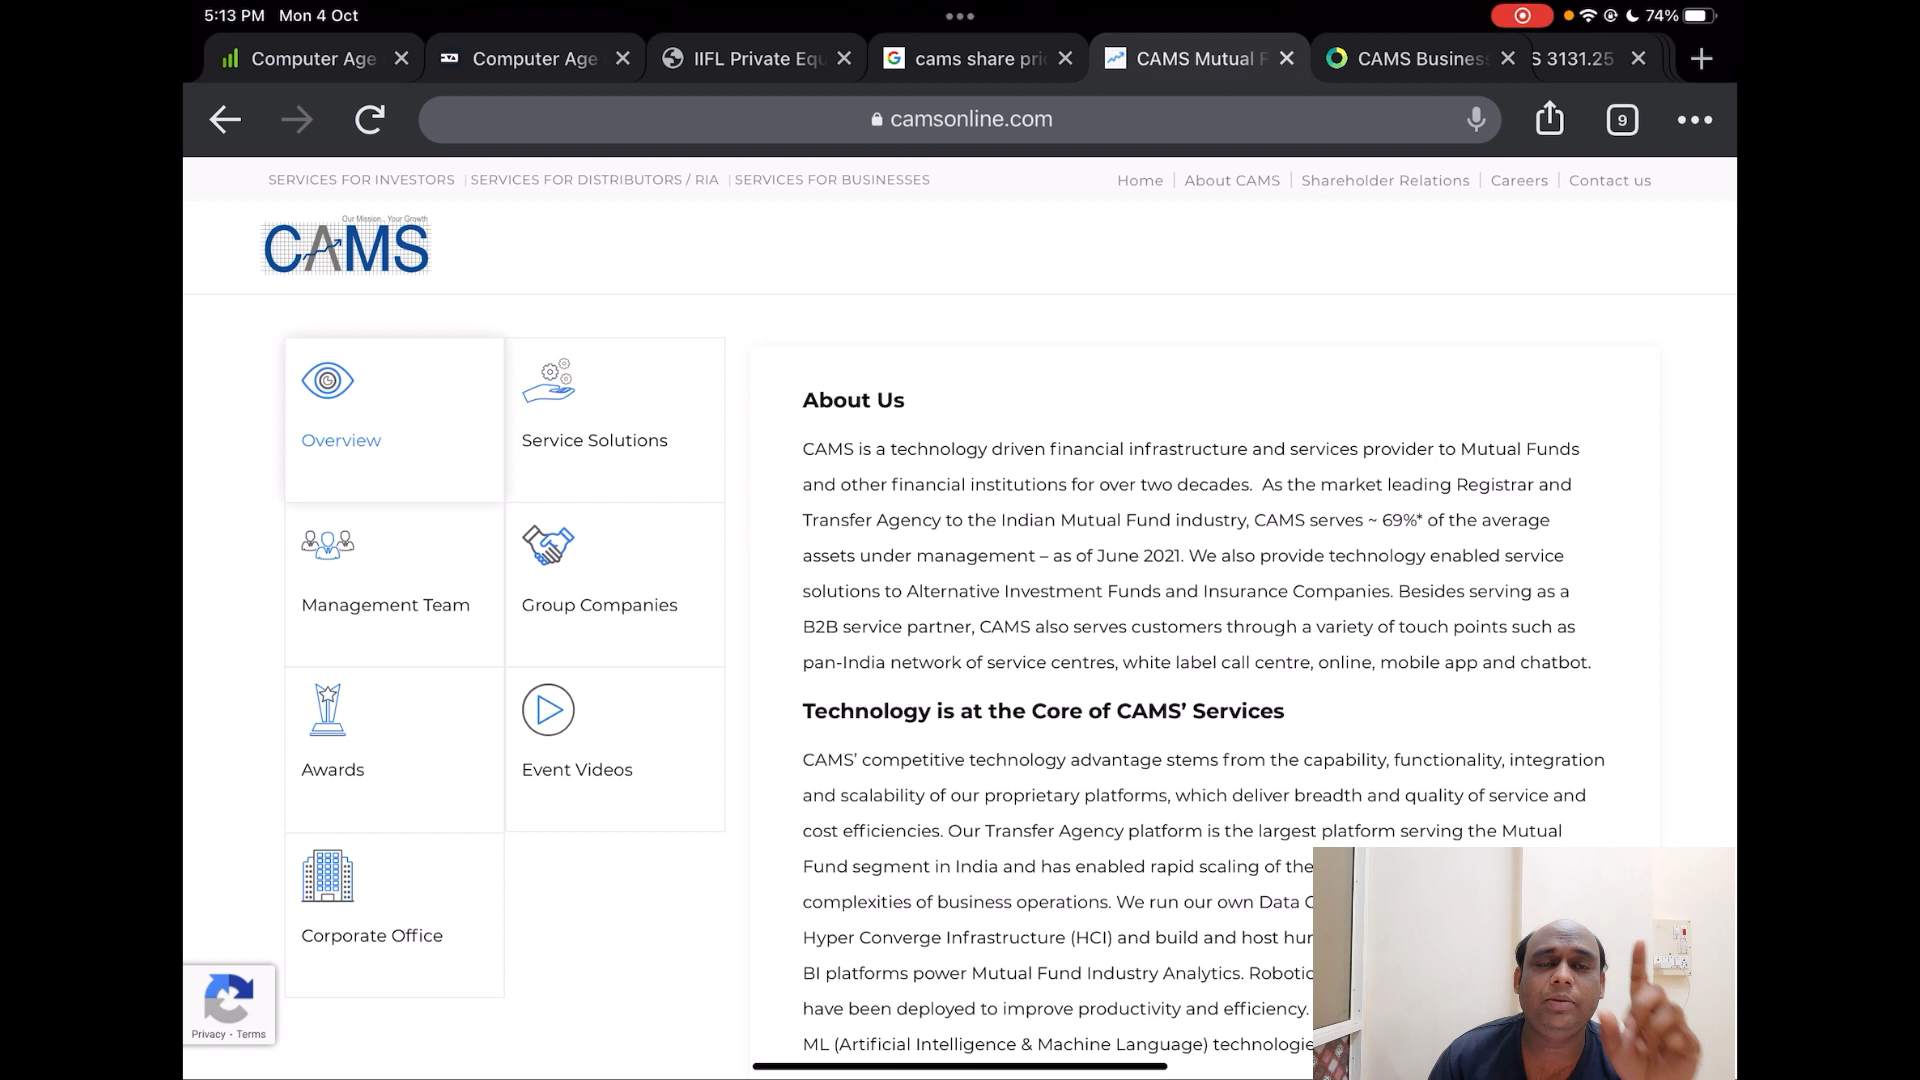 5:13 PM Mon 4 Oct
74%
Computer Age
Computer Age
IIFL Private Equ
cams share pri
CAMS Mutual F
CAMS Business
S 3131.25
camsonline.com
9
SERVICES FOR INVESTORS | SERVICES FOR DISTRIBUTORS / RIA | SERVICES FOR BUSINESSES
Home | About CAMS | Shareholder Relations | Careers | Contact us
Our Mission.. Your Growth
CAMS
Overview
Service Solutions
Management Team
Group Companies
Awards
Event Videos
Corporate Office
Privacy - Terms
About Us
CAMS is a technology driven financial infrastructure and services provider to Mutual Funds
and other financial institutions for over two decades. As the market leading Registrar and
Transfer Agency to the Indian Mutual Fund industry, CAMS serves ~ 69%* of the average
assets under management – as of June 2021. We also provide technology enabled service
solutions to Alternative Investment Funds and Insurance Companies. Besides serving as a
B2B service partner, CAMS also serves customers through a variety of touch points such as
pan-India network of service centres, white label call centre, online, mobile app and chatbot.
Technology is at the Core of CAMS’ Services
CAMS’ competitive technology advantage stems from the capability, functionality, integration
and scalability of our proprietary platforms, which deliver breadth and quality of service and
cost efficiencies. Our Transfer Agency platform is the largest platform serving the Mutual
Fund segment in India and has enabled rapid scaling of the
complexities of business operations. We run our own Data C
Hyper Converge Infrastructure (HCI) and build and host hur
BI platforms power Mutual Fund Industry Analytics. Robotic
have been deployed to improve productivity and efficiency.
ML (Artificial Intelligence & Machine Language) technologie